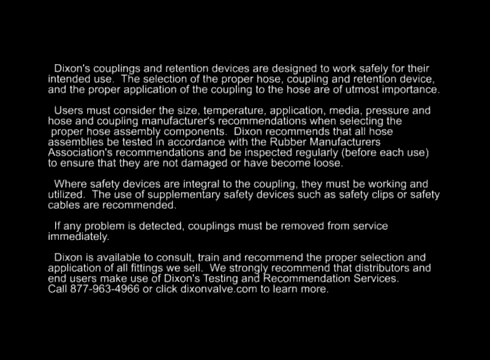 Dixon's couplings and retention devices are designed to work safely for their
intended use. The selection of the proper hose, coupling and retention device,
and the proper application of the coupling to the hose are of utmost importance.
Users must consider the size, temperature, application, media, pressure and
hose and coupling manufacturer's recommendations when selecting the
proper hose assembly components. Dixon recommends that all hose
assemblies be tested in accordance with the Rubber Manufacturers
Association's recommendations and be inspected regularly (before each use)
to ensure that they are not damaged or have become loose.
Where safety devices are integral to the coupling, they must be working and
utilized. The use of supplementary safety devices such as safety clips or safety
cables are recommended.
If any problem is detected, couplings must be removed from service
immediately.
Dixon is available to consult, train and recommend the proper selection and
application of all fittings we sell. We strongly recommend that distributors and
end users make use of Dixon's Testing and Recommendation Services.
Call 877-963-4966 or click dixonvalve.com to learn more.